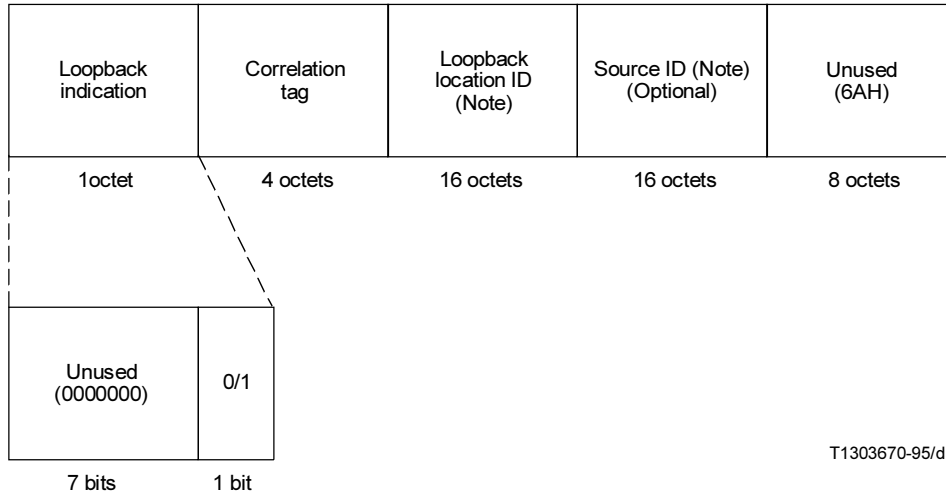 Loopback
indication
Correlation
tag
Loopback
location ID
(Note)
Source ID (Note)
(Optional)
Unused
(6AH)
1octet
4 octets
16 octets
16 octets
8 octets
Unused
(0000000)
0/1
T1303670-95/d
7 bits
1 bit